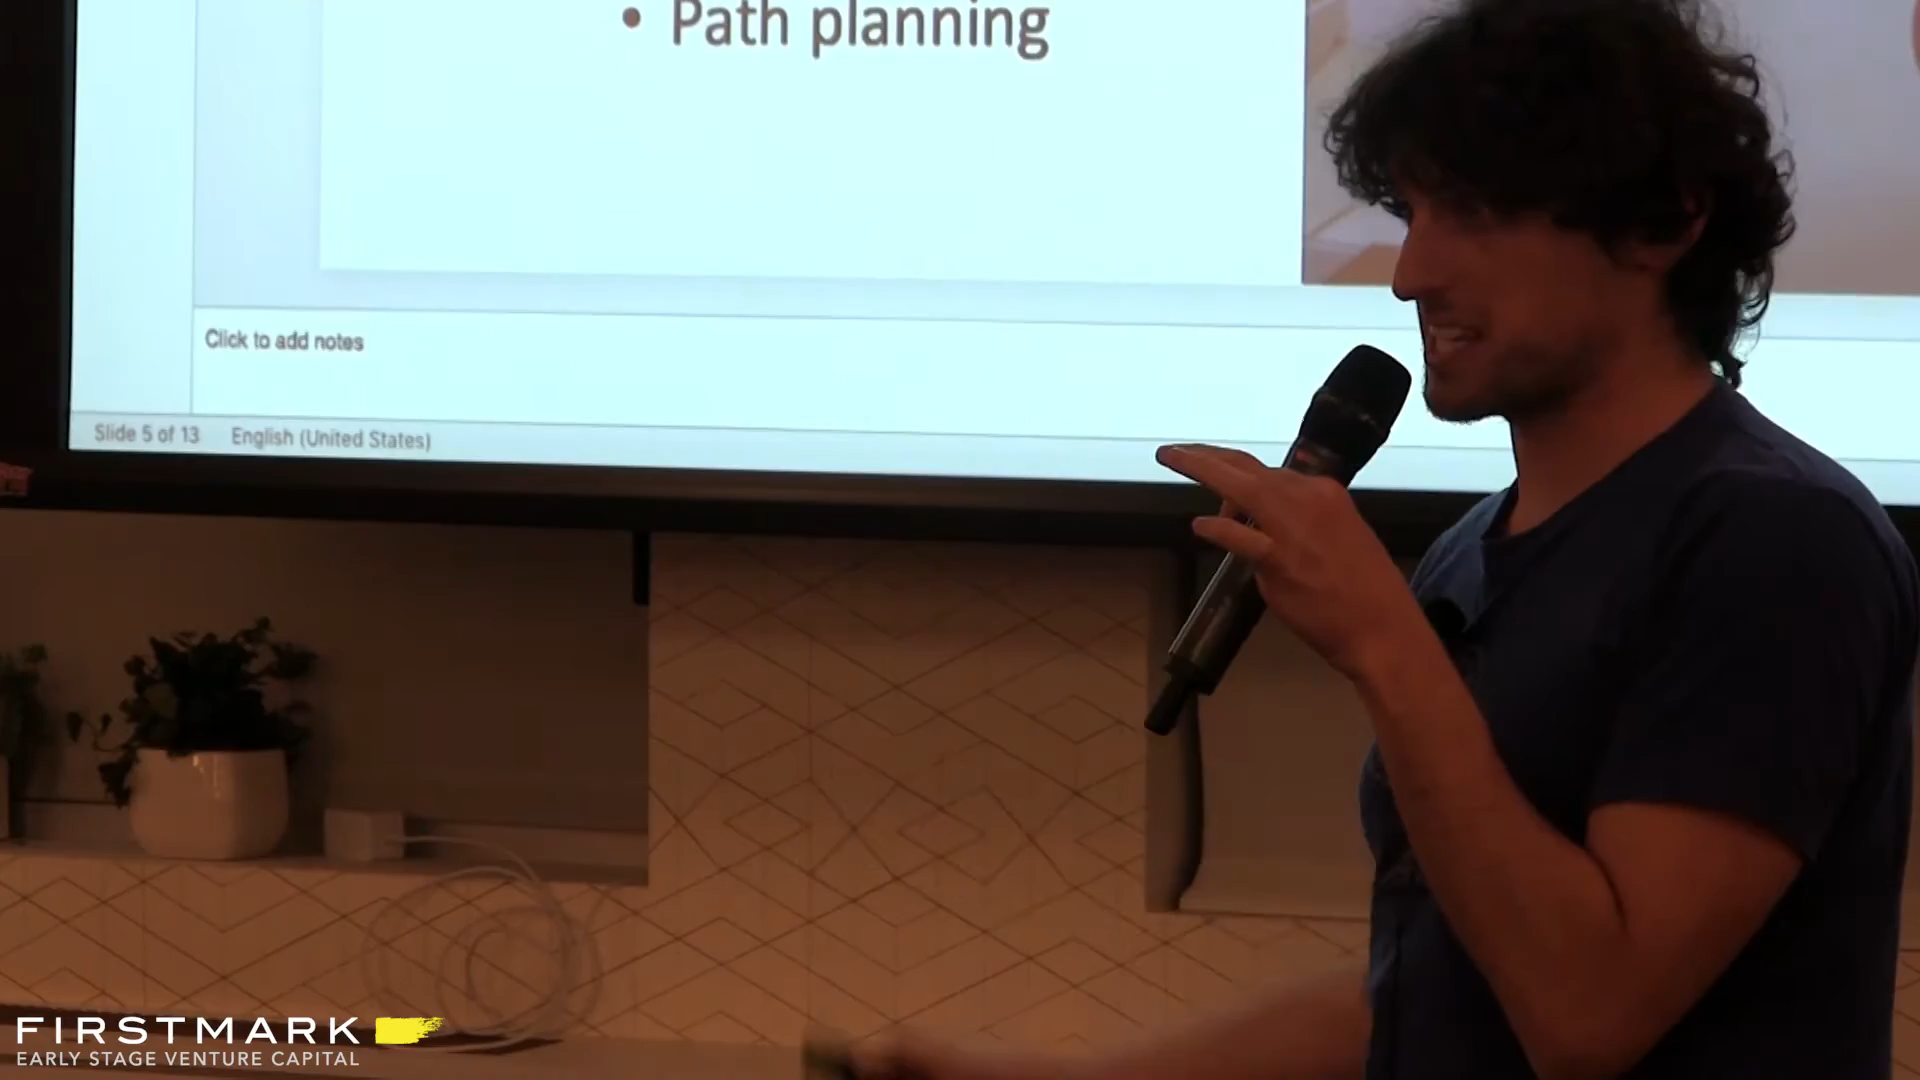 • Path planning
Click to add notes
Slide 5 of 13 English (United States)
FIRSTMARK
EARLY STAGE VENTURE CAPITAL